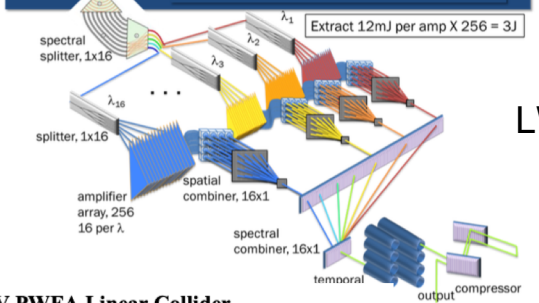 Extract 12mJ per amp X 256 = 3J
spectral
splitter, 1x16
λ1
λ2
λ3
λ16
. . .
splitter, 1x16
amplifier
array, 256
16 per λ
spatial
combiner, 16x1
spectral
combiner, 16x1
temporal
output
compressor
PWFA Linear Collider